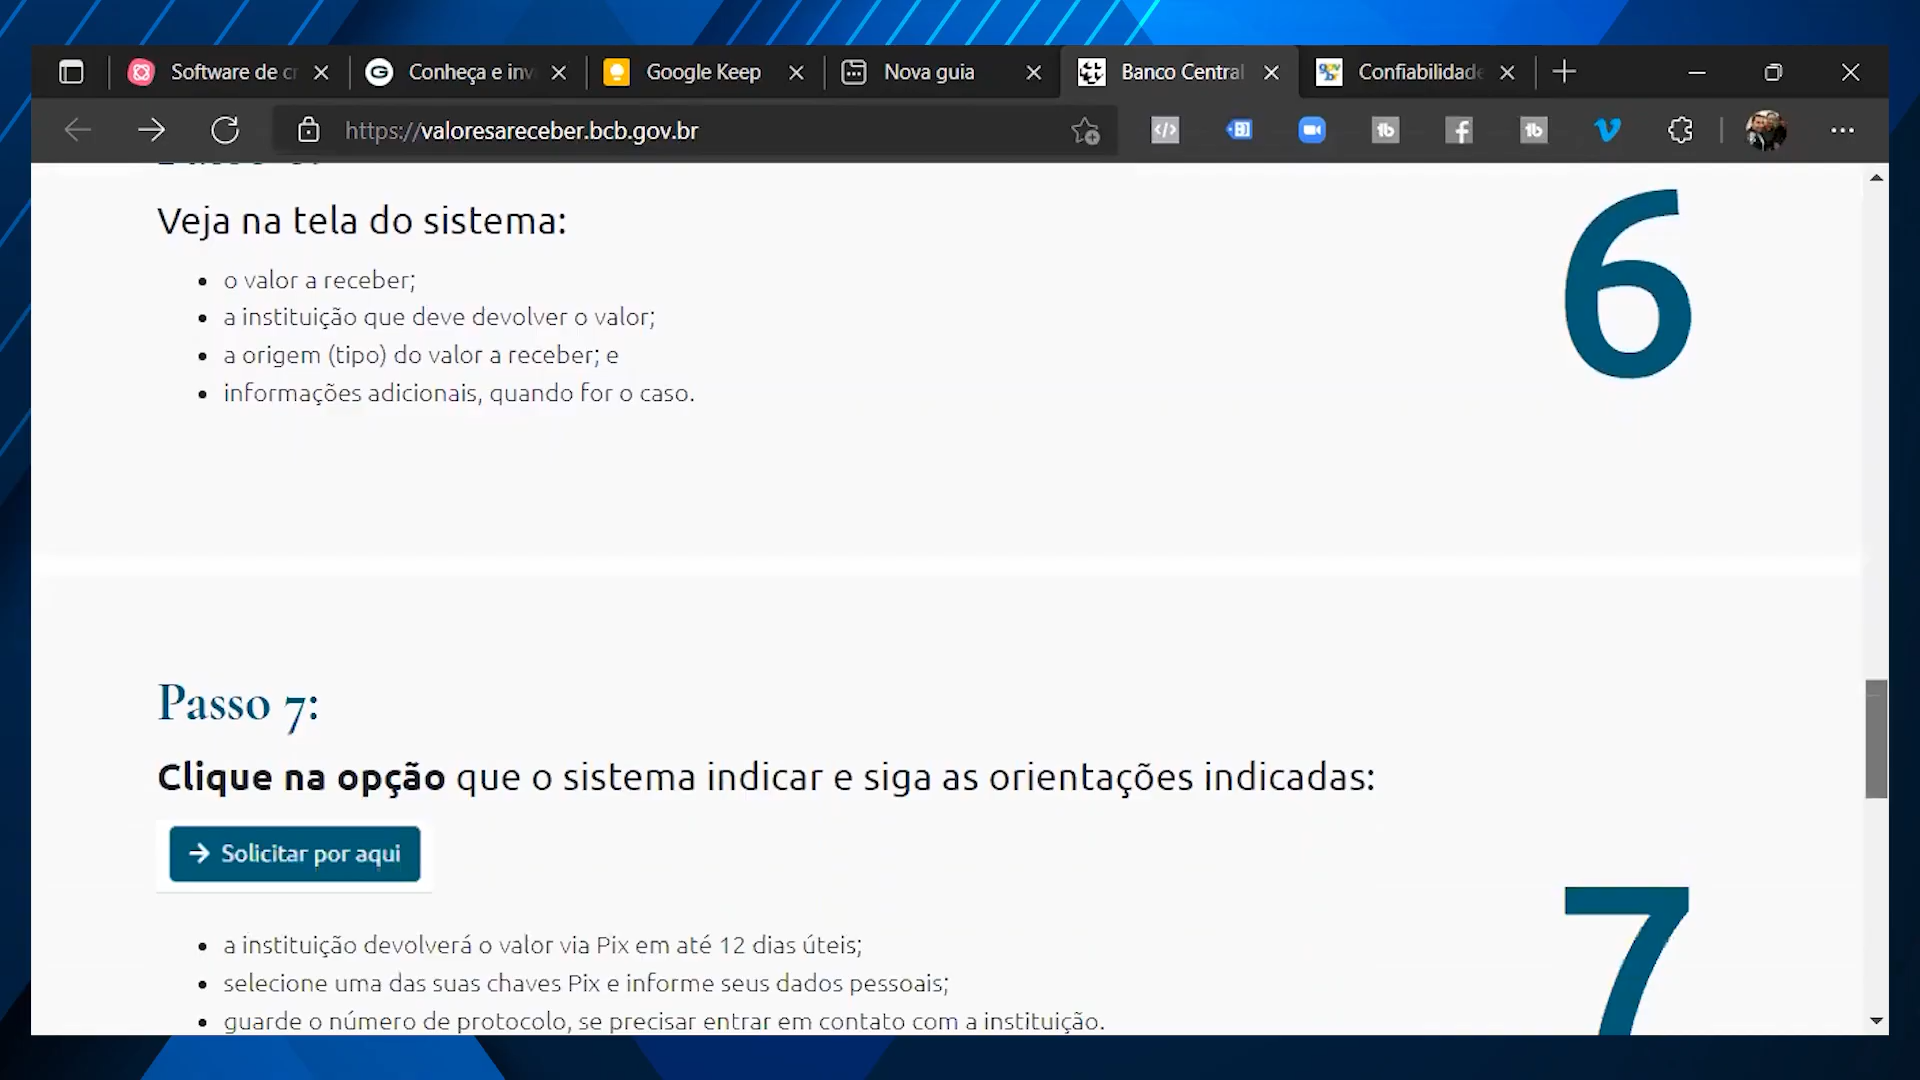 Software de cr
Conheça e inv
Google Keep
Nova guia
Banco Central
Confiabilidade
https://valoresareceber.bcb.gov.br
Veja na tela do sistema:
o valor a receber;
a instituição que deve devolver o valor;
a origem (tipo) do valor a receber; e
informações adicionais, quando for o caso.
6
Passo 7:
Clique na opção que o sistema indicar e siga as orientações indicadas:
Solicitar por aqui
7
a instituição devolverá o valor via Pix em até 12 dias úteis;
selecione uma das suas chaves Pix e informe seus dados pessoais;
guarde o número de protocolo, se precisar entrar em contato com a instituição.